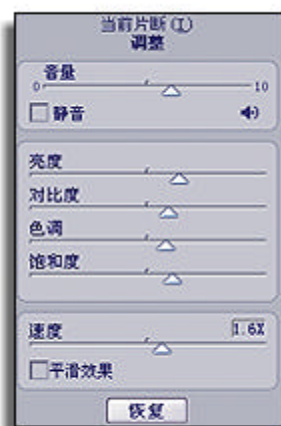 当前片断(I)
调整
音量
0 10
静音
亮度
对比度
色调
饱和度
速度 1.6X
平滑效果
恢复